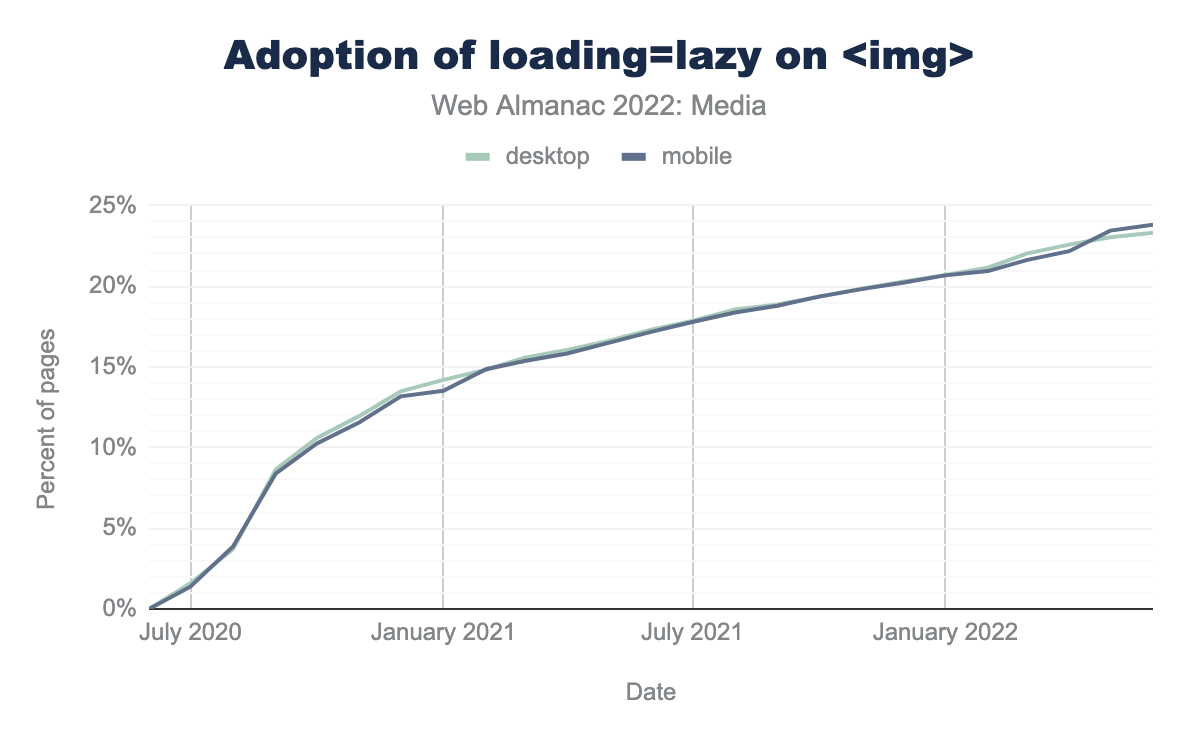 Adoption of loading=lazy on <img>
Web Almanac 2022: Media
desktop mobile
25%
20%
15%
10%
5%
0%
Percent of pages
July 2020 January 2021 July 2021 January 2022
Date